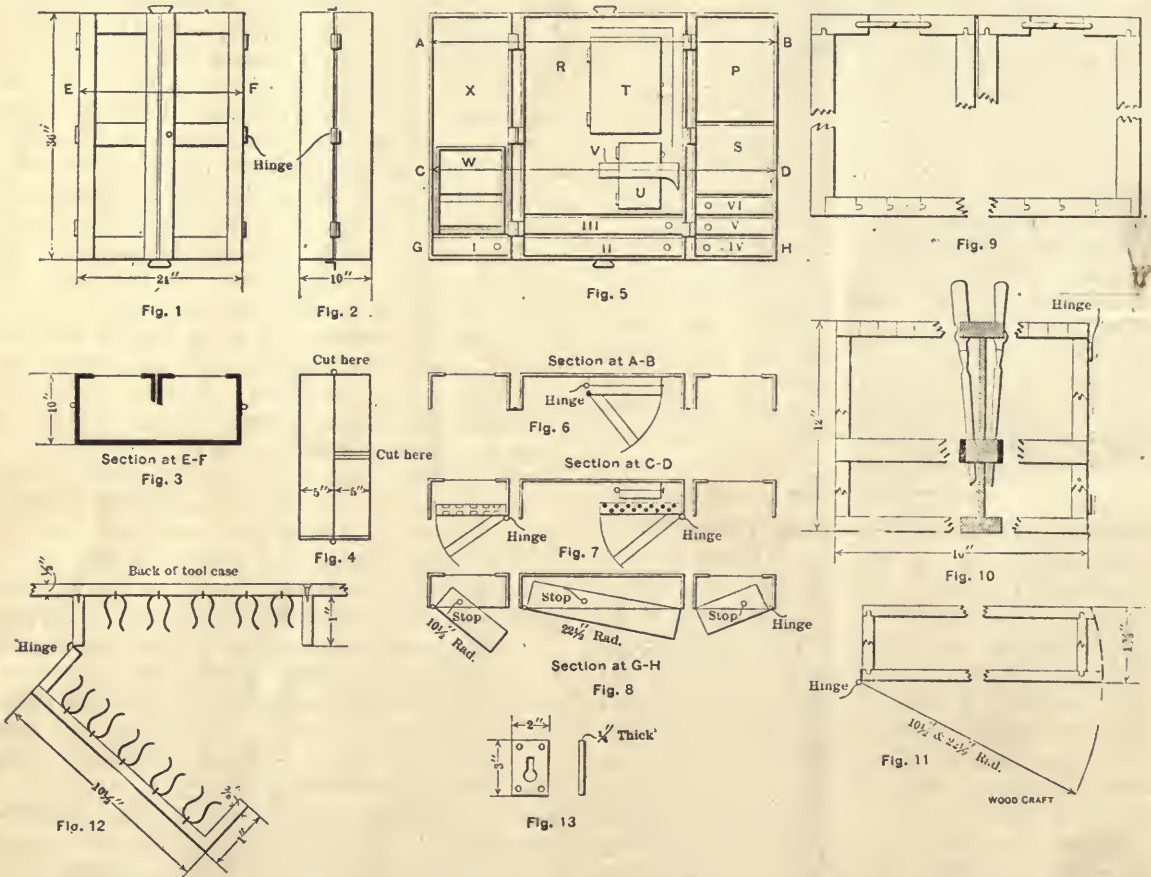 36"
E
F
Hinge
21"
Fig. 1
10"
Fig. 2
A
B
R
T
P
X
S
W
V
U
C
D
VI
III
V
G
I
II
IV
H
Fig. 5
Fig. 9
10"
Section at E-F
Fig. 3
Cut here
Cut here
5"
5"
Fig. 4
Section at A-B
Hinge
Fig. 6
Section at C-D
Hinge
Hinge
Fig. 7
Stop
Stop
Stop
10½" Rad.
22½" Rad.
Hinge
Section at G-H
Fig. 8
Hinge
12"
Fig. 10
Hinge
10½" & 22½" Rad.
Fig. 11
WOOD CRAFT
½"
Back of tool case
1"
Hinge
10½"
1"
Fig. 12
2"
3"
Thick
Fig. 13